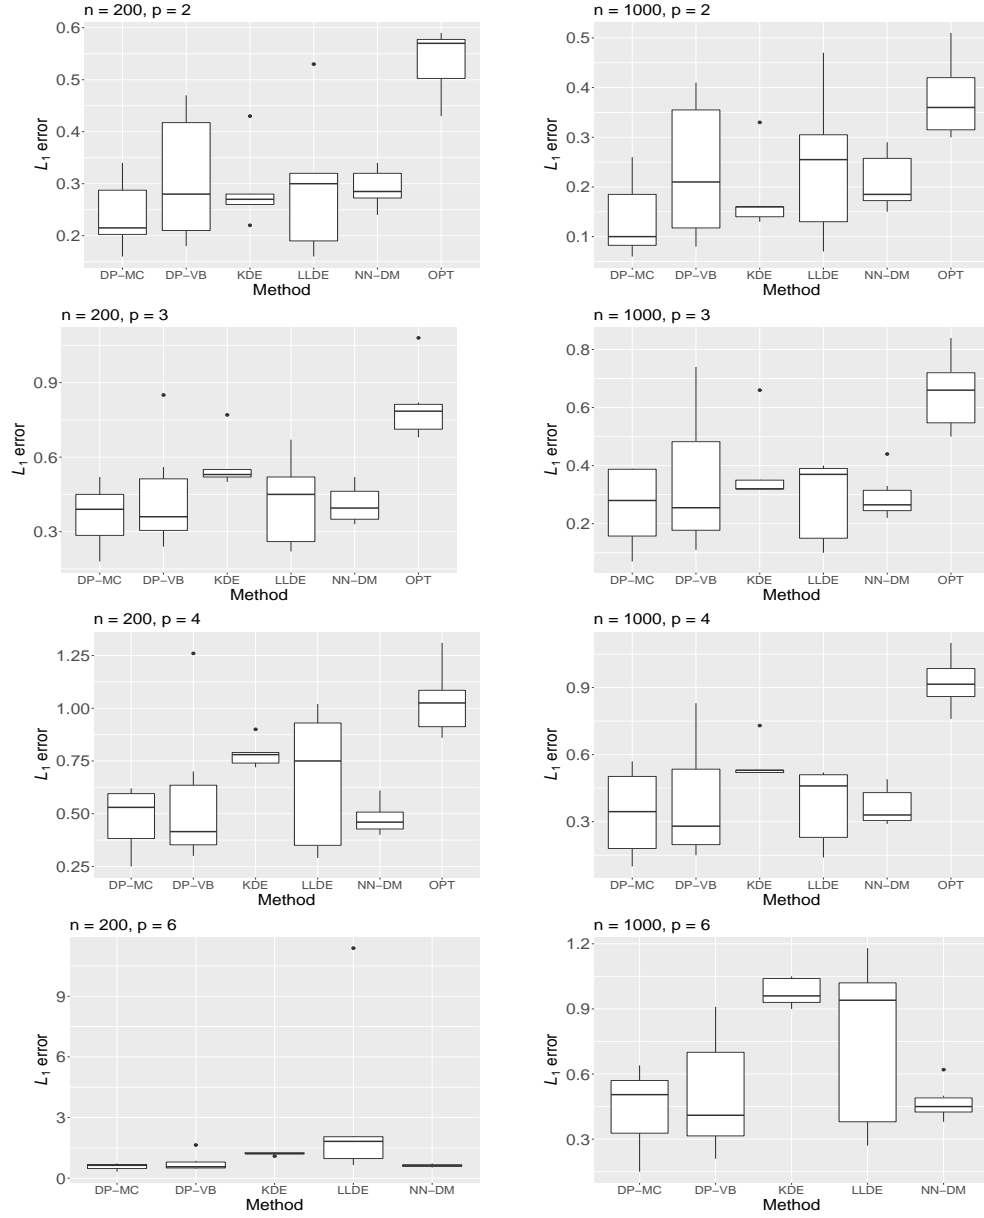 n = 200, p = 2
0.6
0.5
0.4
0.3
0.2
L1 error
DP−MC DP−VB KDE LLDE NN−DM OPT
Method
n = 1000, p = 2
0.5
0.4
0.3
0.2
0.1
L1 error
DP−MC DP−VB KDE LLDE NN−DM OPT
Method
n = 200, p = 3
0.9
0.6
0.3
L1 error
DP−MC DP−VB KDE LLDE NN−DM OPT
Method
n = 1000, p = 3
0.8
0.6
0.4
0.2
L1 error
DP−MC DP−VB KDE LLDE NN−DM OPT
Method
n = 200, p = 4
1.25
1.00
0.75
0.50
0.25
L1 error
DP−MC DP−VB KDE LLDE NN−DM OPT
Method
n = 1000, p = 4
0.9
0.6
0.3
L1 error
DP−MC DP−VB KDE LLDE NN−DM OPT
Method
n = 200, p = 6
9
6
3
0
L1 error
DP−MC DP−VB KDE LLDE NN−DM
Method
n = 1000, p = 6
1.2
0.9
0.6
0.3
L1 error
DP−MC DP−VB KDE LLDE NN−DM
Method